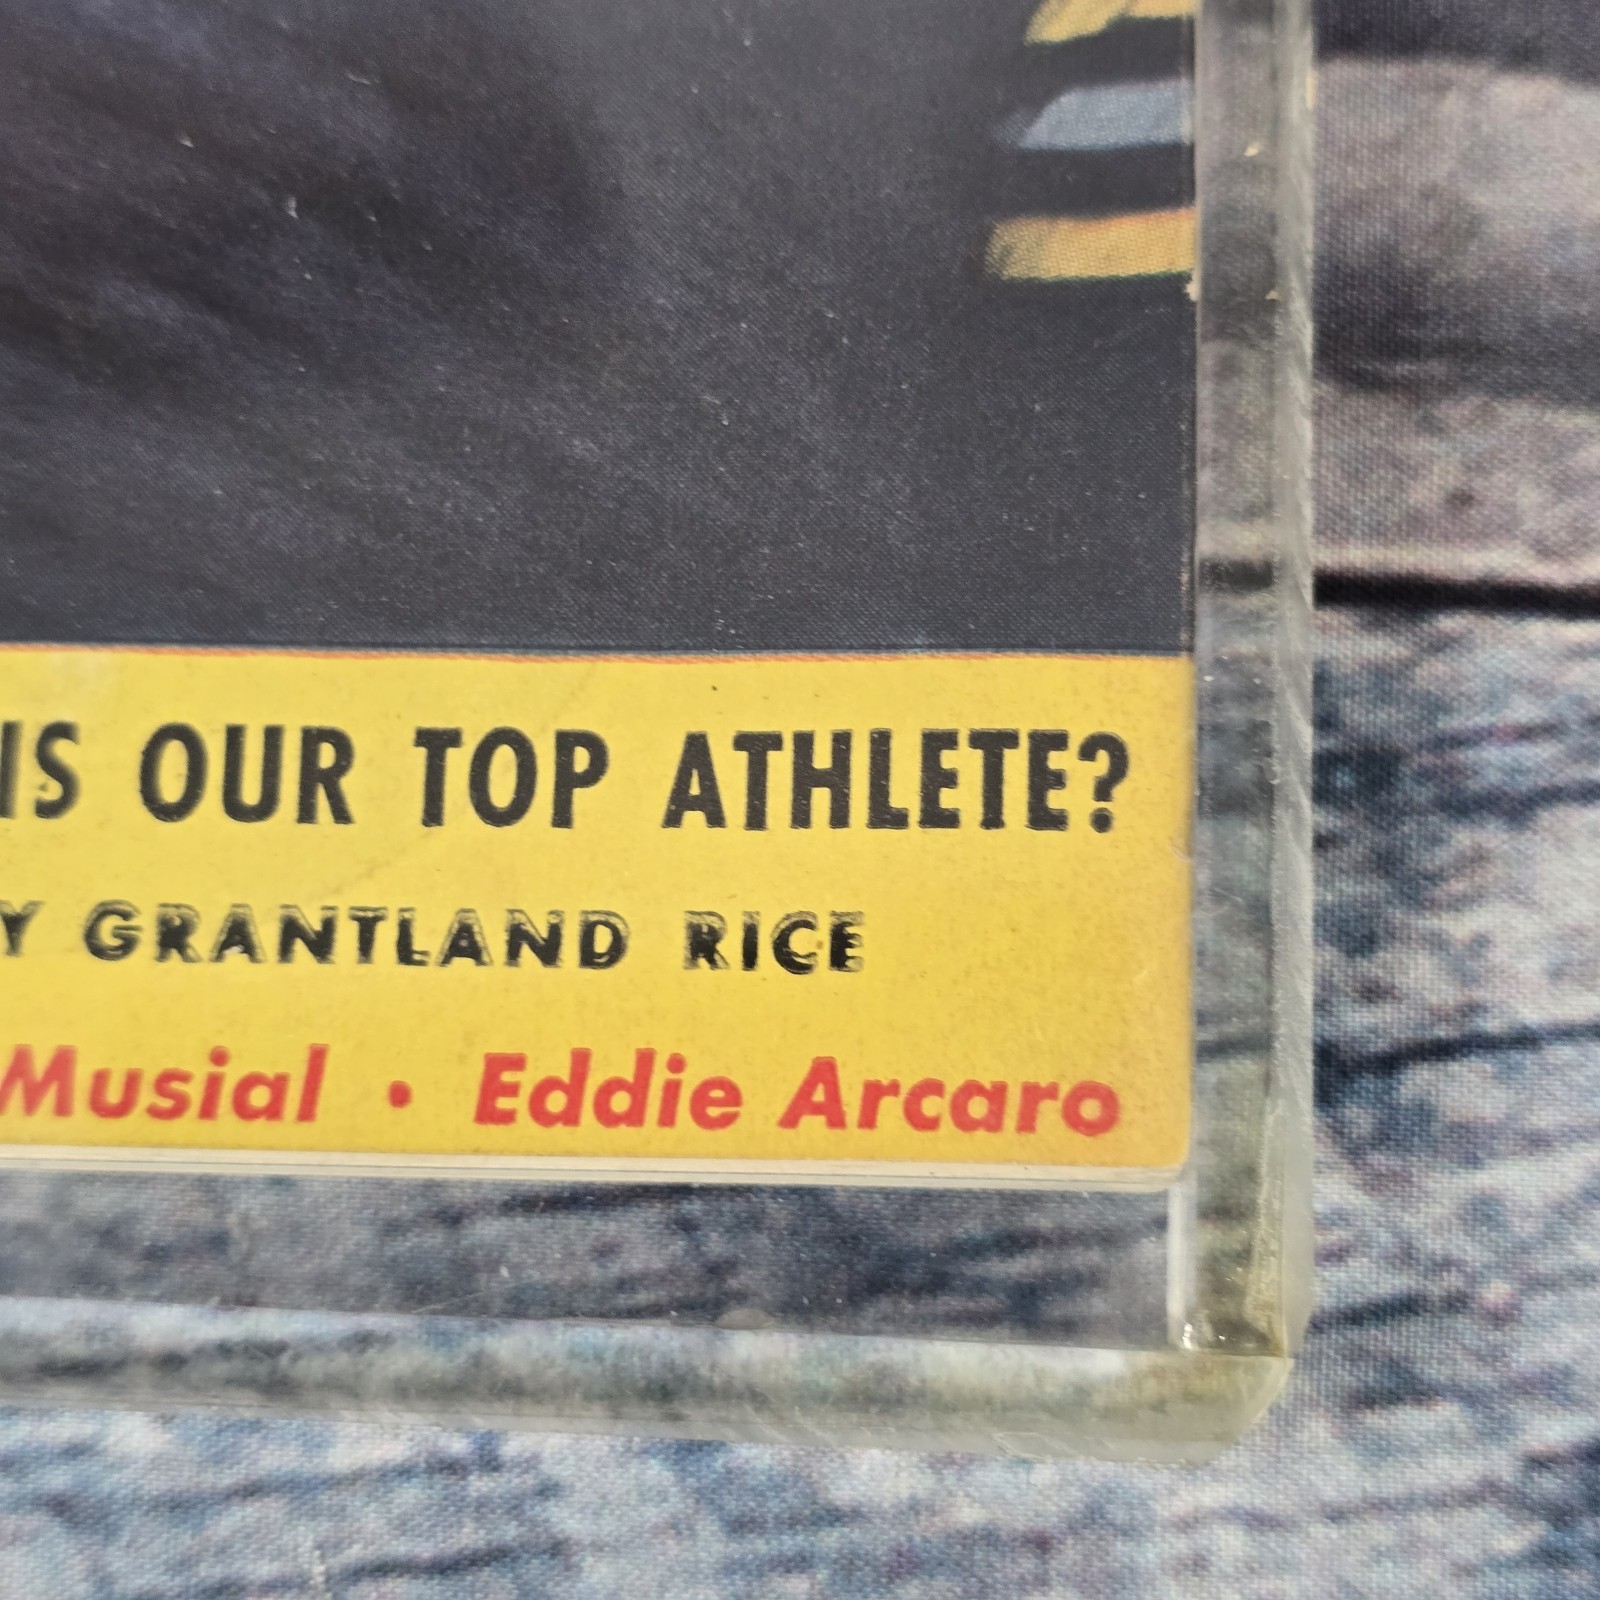 IS OUR TOP ATHLETE?
Y GRANTLAND RICE
Musial • Eddie Arcaro